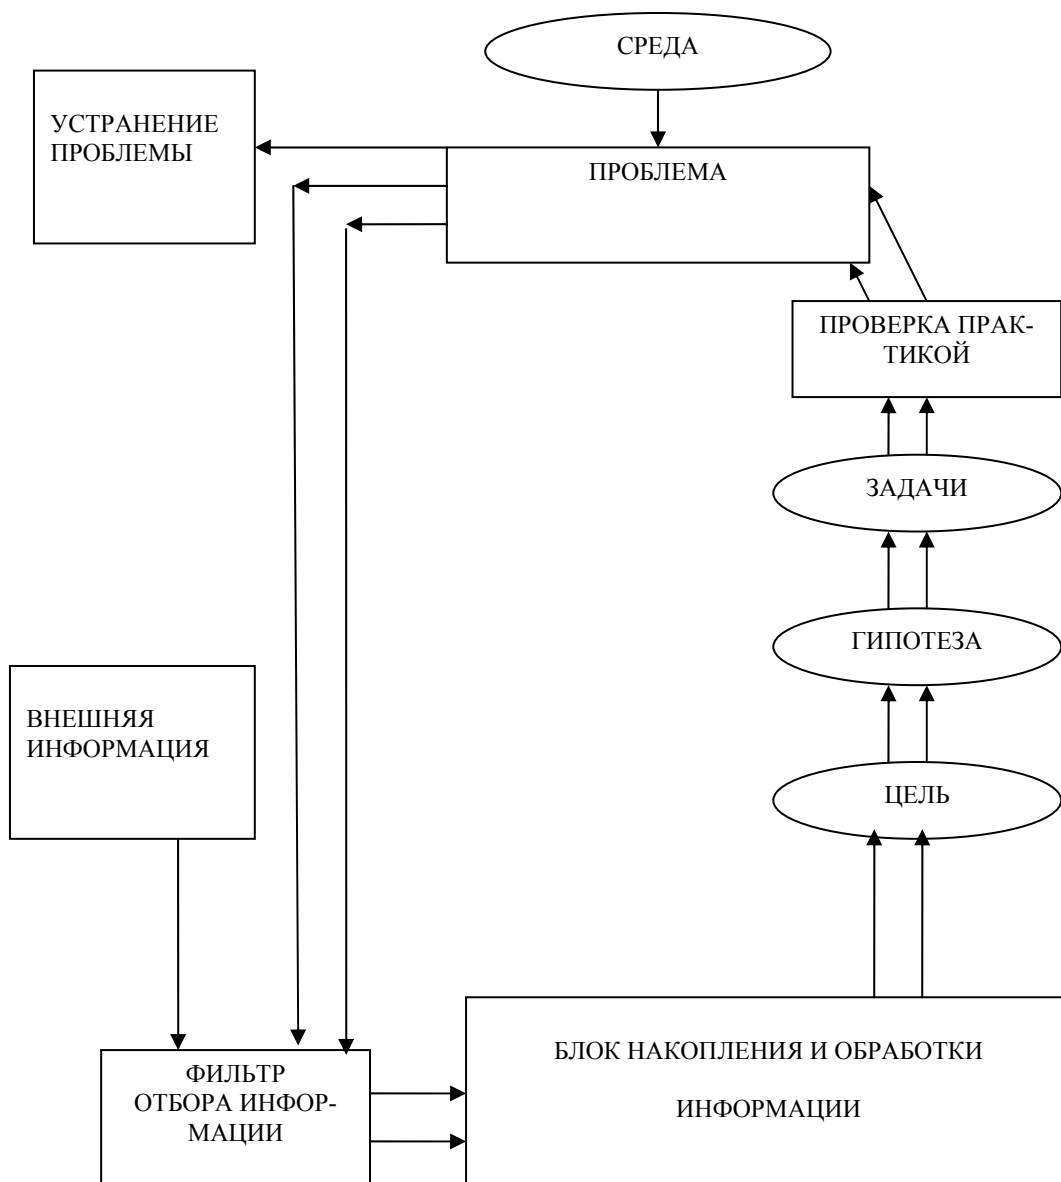 СРЕДА
УСТРАНЕНИЕ
ПРОБЛЕМЫ
ПРОБЛЕМА
ПРОВЕРКА ПРАК-
ТИКОЙ
ЗАДАЧИ
ГИПОТЕЗА
ВНЕШНЯЯ
ИНФОРМАЦИЯ
ЦЕЛЬ
БЛОК НАКОПЛЕНИЯ И ОБРАБОТКИ
ИНФОРМАЦИИ
ФИЛЬТР
ОТБОРА ИНФОР-
МАЦИИ